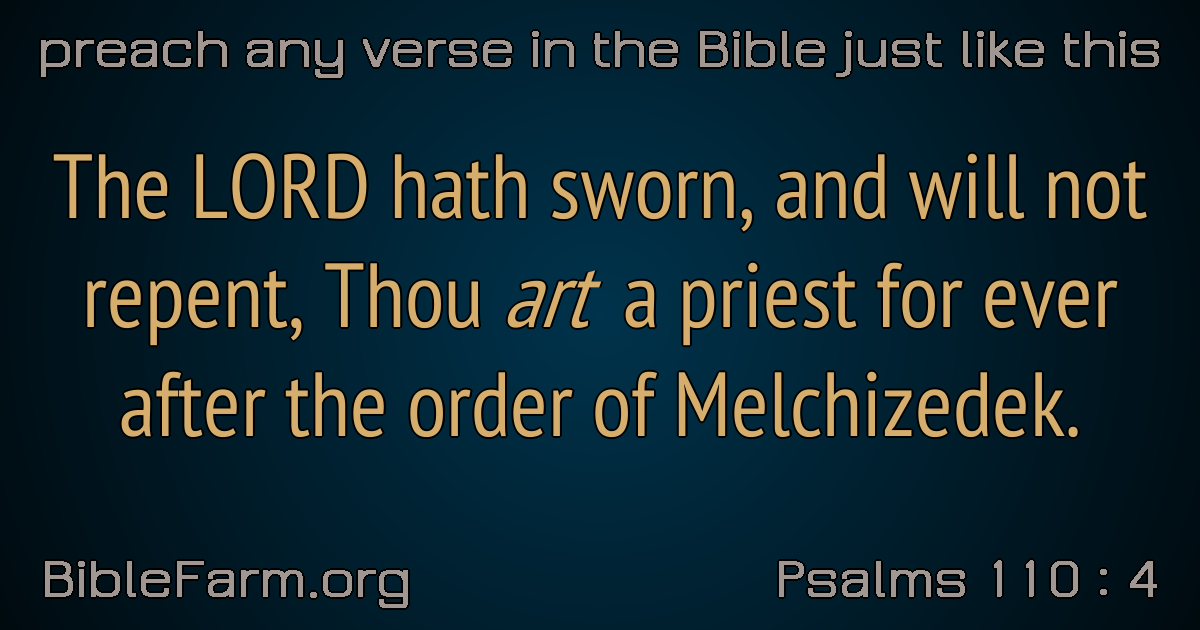 preach any verse in the Bible just like this
The LORD hath sworn, and will not
repent, Thou art a priest for ever
after the order of Melchizedek.
BibleFarm.org
Psalms 110 : 4